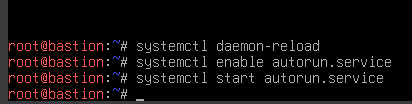 root@bastion:~# systemctl daemon-reload
root@bastion:~# systemctl enable autorun.service
root@bastion:~# systemctl start autorun.service
root@bastion:~# _